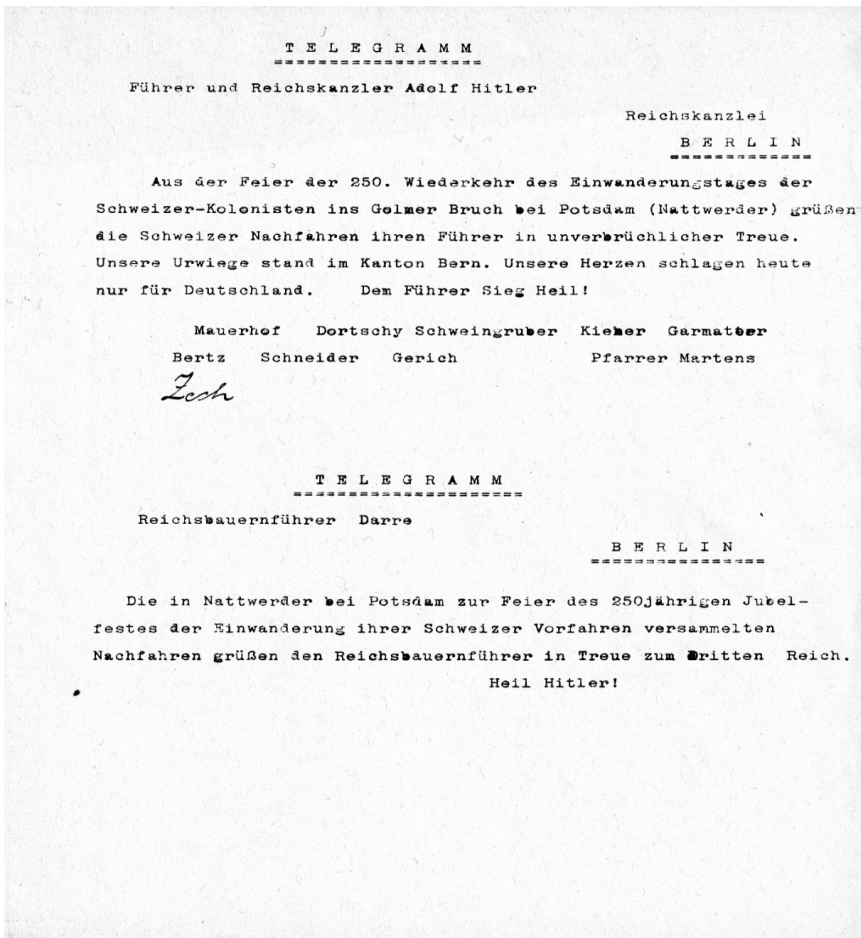 TELEGRAMM
Führer und Reichskanzler Adolf Hitler
Reichskanzlei
BERLIN
Aus der Feier der 250. Wiederkehr des Einwanderungstages der
Schweizer-Kolonisten ins Golmer Bruch bei Potsdam (Nattwerder) grüßen
die Schweizer Nachfahren ihren Führer in unverbrüchlicher Treue.
Unsere Urwiege stand im Kanton Bern. Unsere Herzen schlagen heute
nur für Deutschland. Dem Führer Sieg Heil!
Mauerhof Dortschy Schweingruber Kieher Garmatter
Bertz Schneider Gerich Pfarrer Martens
Zech
TELEGRAMM
Reichsbauernführer Darre
BERLIN
Die in Nattwerder bei Potsdam zur Feier des 250jährigen Jubel-
festes der Einwanderung ihrer Schweizer Vorfahren versammelten
Nachfahren grüßen den Reichsbauernführer in Treue zum Dritten Reich.
Heil Hitler!